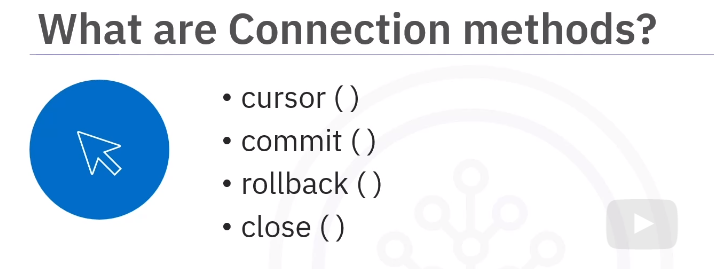 What are Connection methods?
• cursor ( )
• commit ( )
• rollback ( )
• close ( )